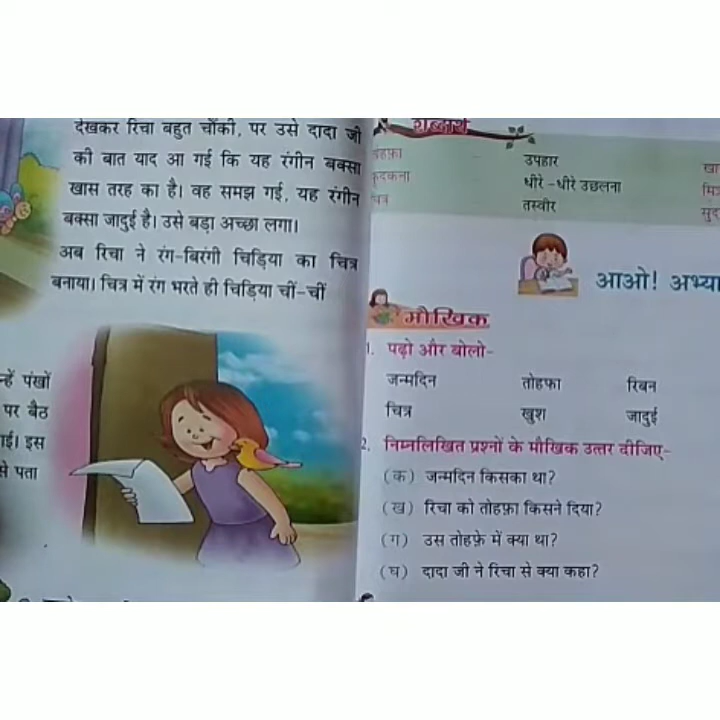 देखकर रिचा बहुत चौंकी, पर उसे दादा जी
की बात याद आ गई कि यह रंगीन बक्सा
खास तरह का है। वह समझ गई, यह रंगीन
बक्सा जादुई है। उसे बड़ा अच्छा लगा।
अब रिचा ने रंग-बिरंगी चिड़िया का चित्र
बनाया। चित्र में रंग भरते ही चिड़िया चीं-चीं
पंखों
पर बैठ
इस
से पता
शब्दार्थ
उपहार
धीरे-धीरे उछलना
तस्वीर
आओ!
मौखिक
1. पढ़ो और बोलो-
जन्मदिन तोहफा रिबन
चित्र खुश जादुई
2. निम्नलिखित प्रश्नों के मौखिक उत्तर दीजिए-
(क) जन्मदिन किसका था?
(ख) रिचा को तोहफ़ा किसने दिया?
(ग) उस तोहफ़े में क्या था?
(घ) दादा जी ने रिचा से क्या कहा?